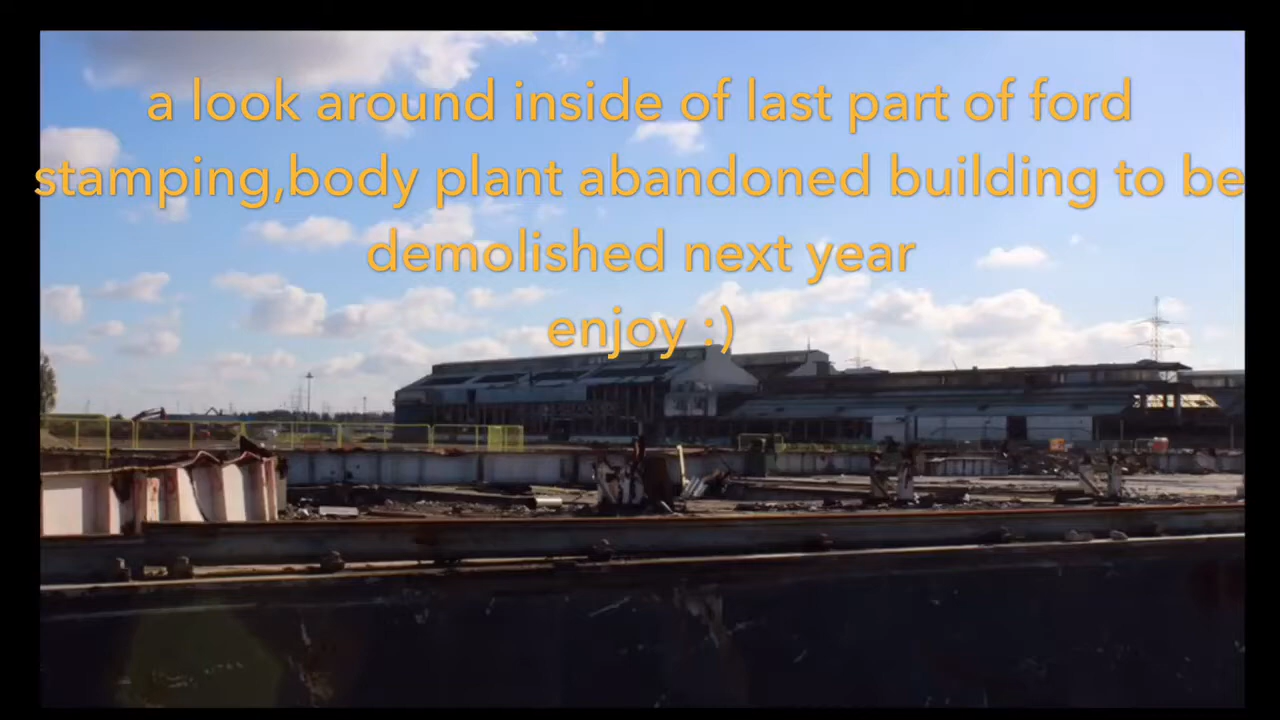 a look around inside of last part of ford
stamping,body plant abandoned building to be
demolished next year
enjoy :)